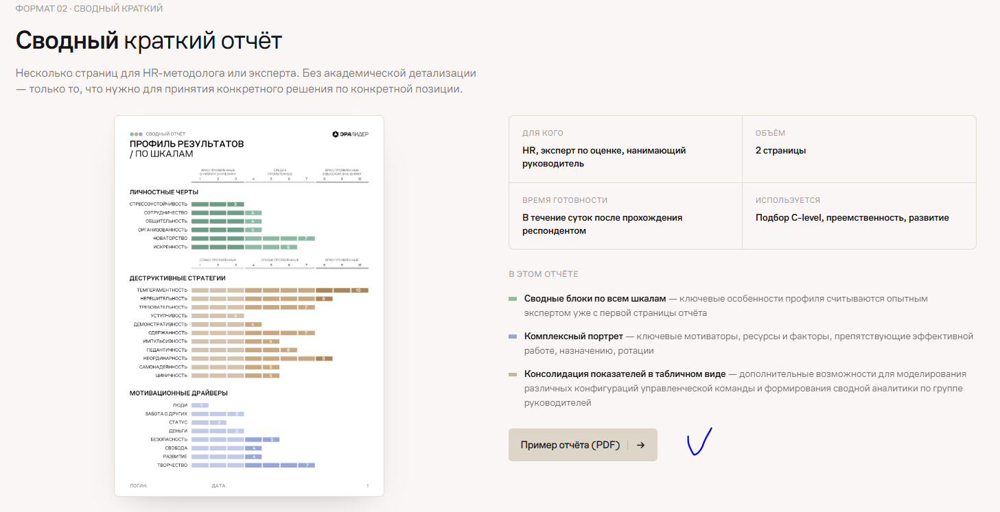 ФОРМАТ 02 · СВОДНЫЙ КРАТКИЙ
Сводный краткий отчёт
Несколько страниц для HR-методолога или эксперта. Без академической детализации
— только то, что нужно для принятия конкретного решения по конкретной позиции.
СВОДНЫЙ ОТЧЁТ
ЭРАЛИДЕР
ПРОФИЛЬ РЕЗУЛЬТАТОВ
/ ПО ШКАЛАМ
ЯРКО ПРОЯВЛЕННЫЕ СРЕДНЕ ЯРКО ПРОЯВЛЕННЫЕ
В НИЗКИХ ЗНАЧЕНИЯХ ПРОЯВЛЕННЫЕ В ВЫСОКИХ ЗНАЧЕНИЯХ
1 2 3 4 5 6 7 8 9 10
ЛИЧНОСТНЫЕ ЧЕРТЫ
СТРЕССОУСТОЙЧИВОСТЬ 3
СОТРУДНИЧЕСТВО 4
ОБЩИТЕЛЬНОСТЬ 4
ОРГАНИЗОВАННОСТЬ 4
НОВАТОРСТВО 7
ИСКРЕННОСТЬ 6
СЛАБО ПРОЯВЛЕННЫЕ СРЕДНЕ ПРОЯВЛЕННЫЕ ЯРКО ПРОЯВЛЕННЫЕ
1 2 3 4 5 6 7 8 9 10
ДЕСТРУКТИВНЫЕ СТРАТЕГИИ
ТЕМПЕРАМЕНТНОСТЬ 10
НЕРЕШИТЕЛЬНОСТЬ 8
ТРЕБОВАТЕЛЬНОСТЬ 7
УСТУПЧИВОСТЬ 3
ДЕМОНСТРАТИВНОСТЬ 4
СДЕРЖАННОСТЬ 7
ИМПУЛЬСИВНОСТЬ 5
ПЕДАНТИЧНОСТЬ 6
НЕОРДИНАРНОСТЬ 8
САМОНАДЕЯННОСТЬ 5
ЦИНИЧНОСТЬ 5
МОТИВАЦИОННЫЕ ДРАЙВЕРЫ
ЛЮДИ 1
ЗАБОТА О ДРУГИХ 3
СТАТУС 2
ДЕНЬГИ 3
БЕЗОПАСНОСТЬ 5
СВОБОДА 4
РАЗВИТИЕ 4
ТВОРЧЕСТВО 7
ЛОГИН: ДАТА: 1
ДЛЯ КОГО
HR, эксперт по оценке, нанимающий
руководитель
ОБЪЁМ
2 страницы
ВРЕМЯ ГОТОВНОСТИ
В течение суток после прохождения
респондентом
ИСПОЛЬЗУЕТСЯ
Подбор C-level, преемственность, развитие
В ЭТОМ ОТЧЁТЕ
Сводные блоки по всем шкалам — ключевые особенности профиля считываются опытным
экспертом уже с первой страницы отчёта
Комплексный портрет — ключевые мотиваторы, ресурсы и факторы, препятствующие эффективной
работе, назначению, ротации
Консолидация показателей в табличном виде — дополнительные возможности для моделирования
различных конфигураций управленческой команды и формирования сводной аналитики по группе
руководителей
Пример отчёта (PDF) →